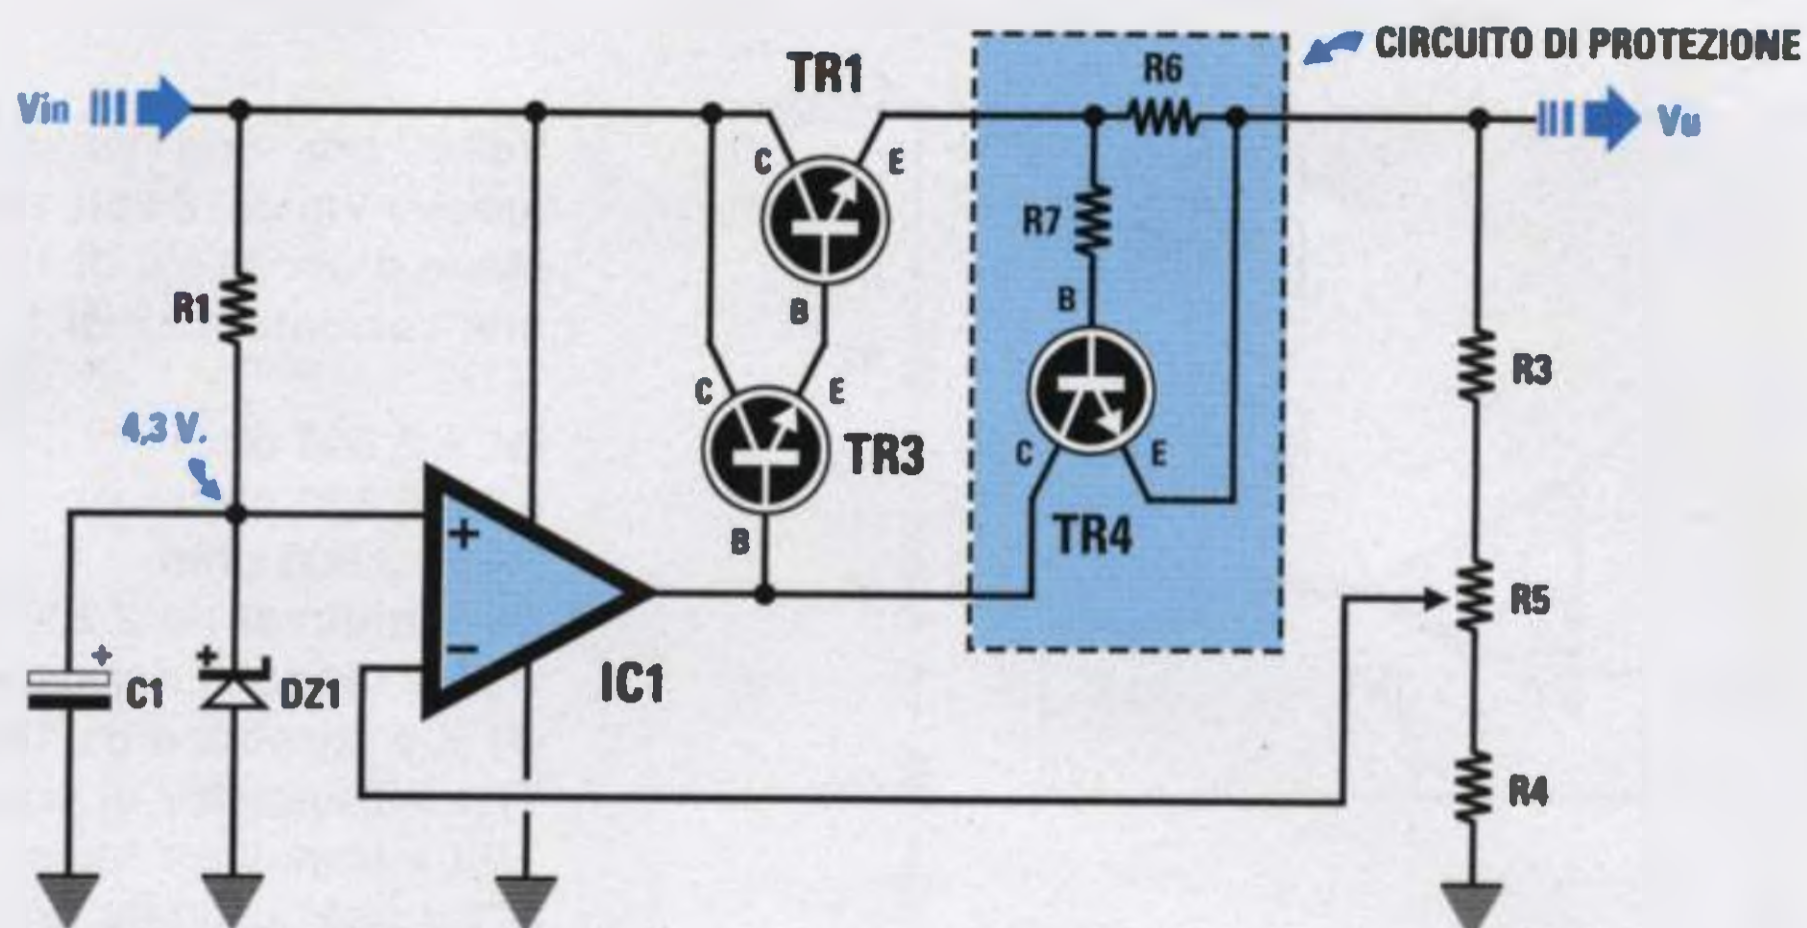 CIRCUITO DI PROTEZIONE
TR1
R6
Vin
Vu
C
E
R7
R1
B
B
R3
C
E
4,3 V.
TR3
C
E
TR4
+
B
R5
−
+
C1
+
DZ1
IC1
R4